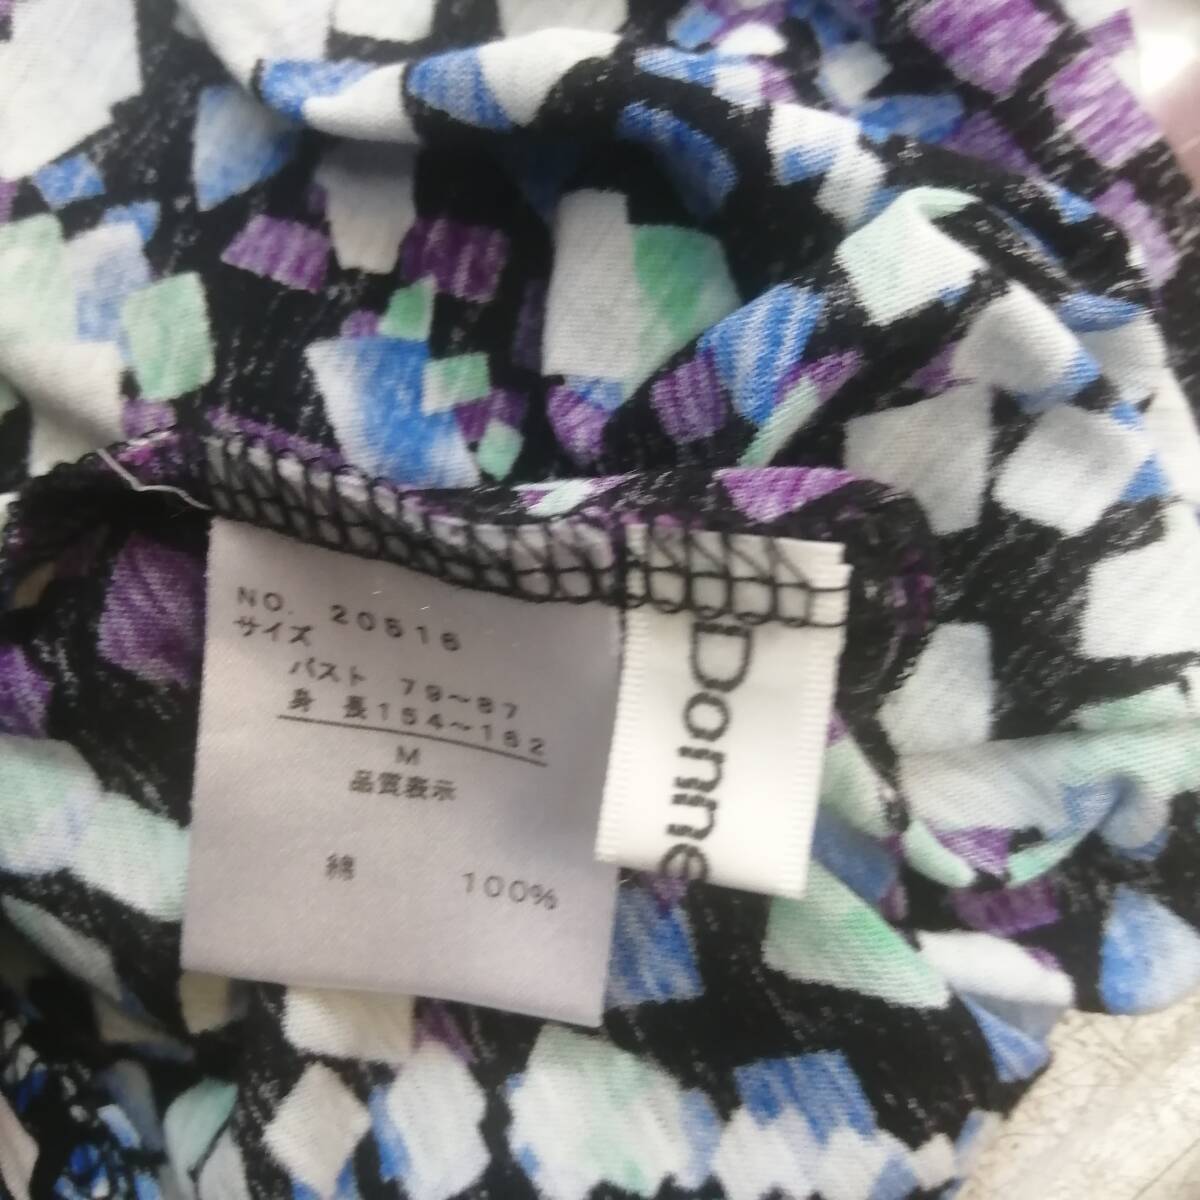 NO. 20516
サイズ
バスト 79～87
身 長154～162
M
品質表示
綿 100%
Donne